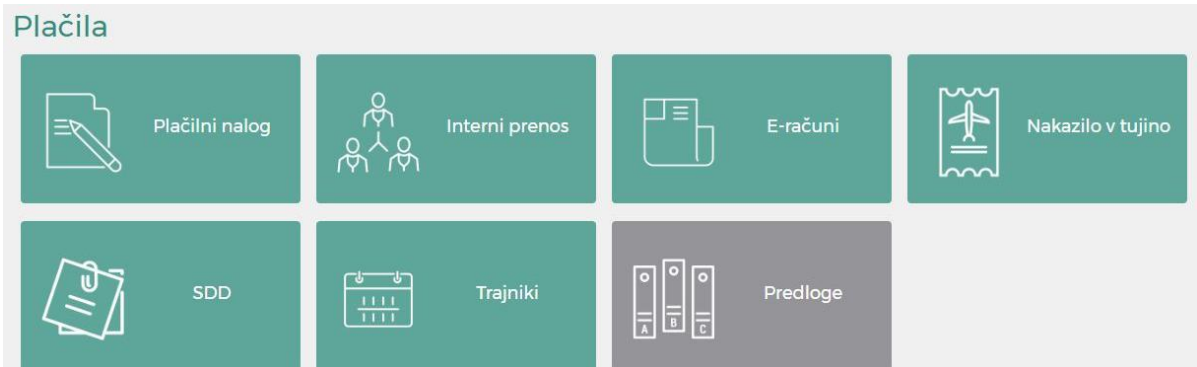 Plačila
Plačilni nalog
Interni prenos
E-računi
Nakazilo v tujino
SDD
Trajniki
A B C
Predloge